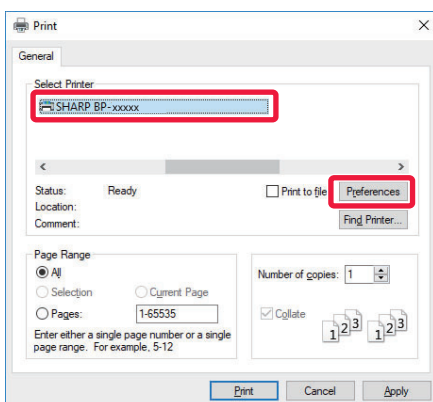 Print
General
Select Printer
SHARP BP-xxxxx
Status: Ready
Print to file
Preferences
Location:
Comment:
Find Printer...
Page Range
All
Selection
Current Page
Pages:
1-65535
Enter either a single page number or a single
page range. For example, 5-12
Number of copies: 1
Collate
1 2 3
1 2 3
Print
Cancel
Apply